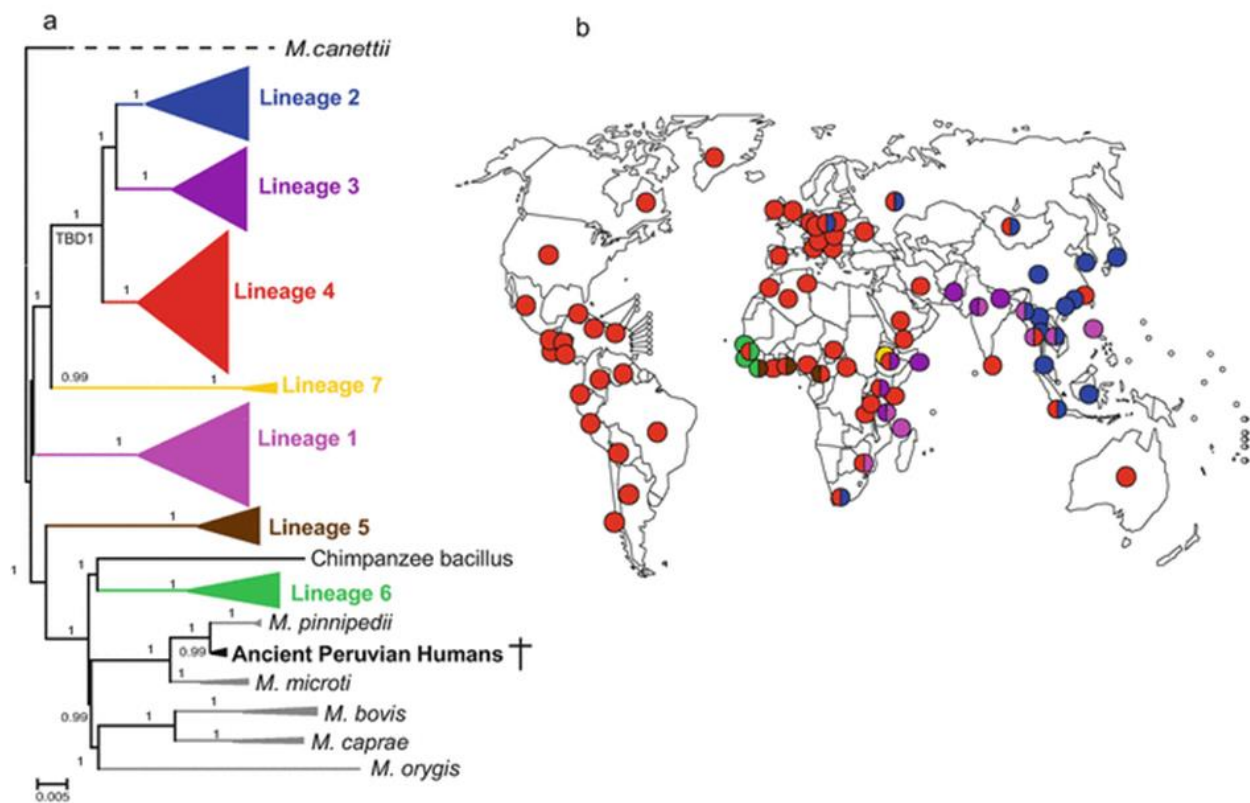 a
b
M.canettii
1
Lineage 2
1
1
Lineage 3
1
TBD1
1
Lineage 4
1
0.99
1
Lineage 7
1
Lineage 1
1
Lineage 5
1
Chimpanzee bacillus
1
1
Lineage 6
1
1
M. pinnipedii
1
1
0.99
Ancient Peruvian Humans
1
M. microti
0.99
1
1
M. bovis
1
M. caprae
1
M. orygis
0.005